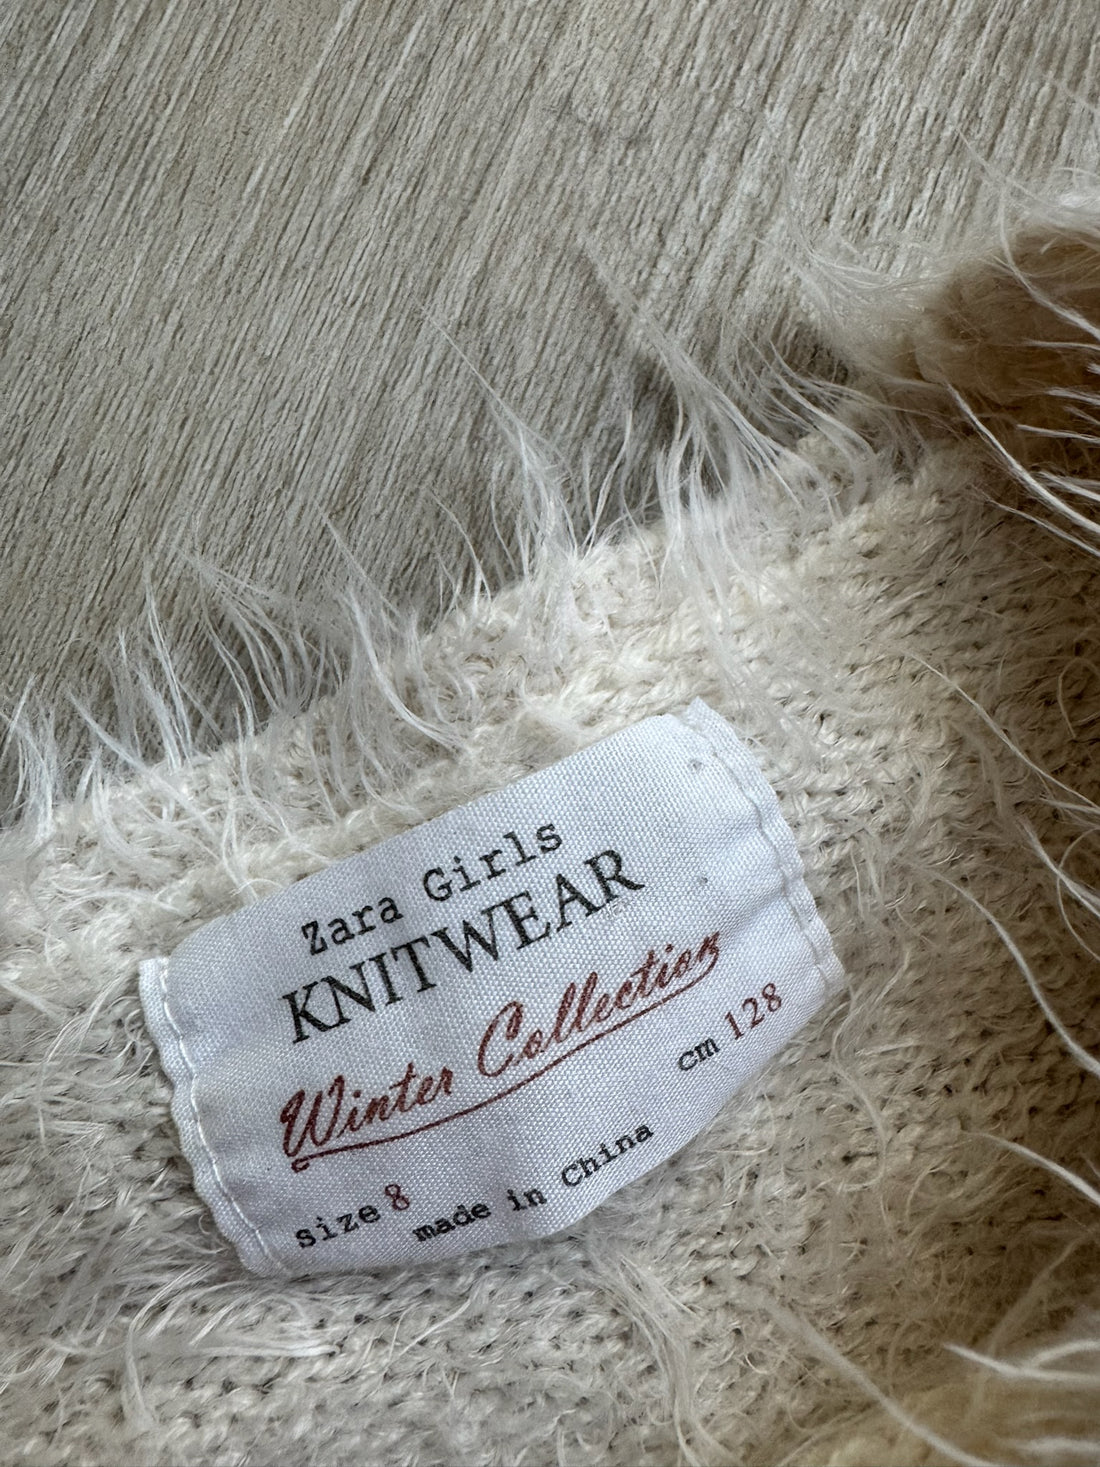 Zara Girls
KNITWEAR
Winter Collection
size 8 cm 128
made in China